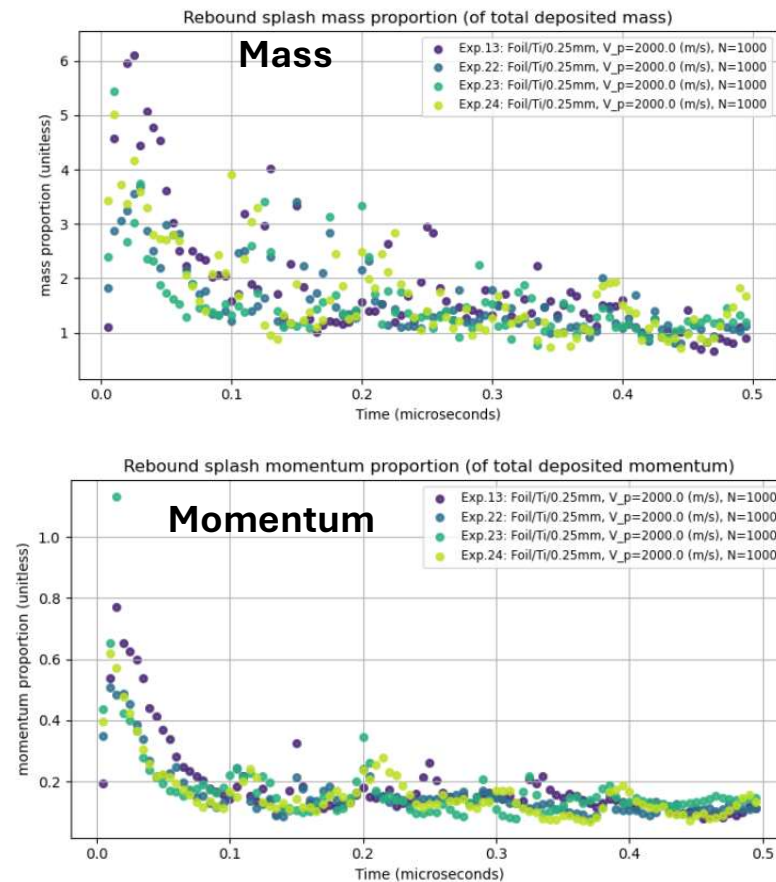 Rebound splash mass proportion (of total deposited mass)
Mass
Exp.13: Foil/Ti/0.25mm, V_p=2000.0 (m/s), N=1000
Exp.22: Foil/Ti/0.25mm, V_p=2000.0 (m/s), N=1000
Exp.23: Foil/Ti/0.25mm, V_p=2000.0 (m/s), N=1000
Exp.24: Foil/Ti/0.25mm, V_p=2000.0 (m/s), N=1000
mass proportion (unitless)
6
5
4
3
2
1
0.0 0.1 0.2 0.3 0.4 0.5
Time (microseconds)
Rebound splash momentum proportion (of total deposited momentum)
Momentum
Exp.13: Foil/Ti/0.25mm, V_p=2000.0 (m/s), N=1000
Exp.22: Foil/Ti/0.25mm, V_p=2000.0 (m/s), N=1000
Exp.23: Foil/Ti/0.25mm, V_p=2000.0 (m/s), N=1000
Exp.24: Foil/Ti/0.25mm, V_p=2000.0 (m/s), N=1000
momentum proportion (unitless)
1.0
0.8
0.6
0.4
0.2
0.0 0.1 0.2 0.3 0.4 0.5
Time (microseconds)